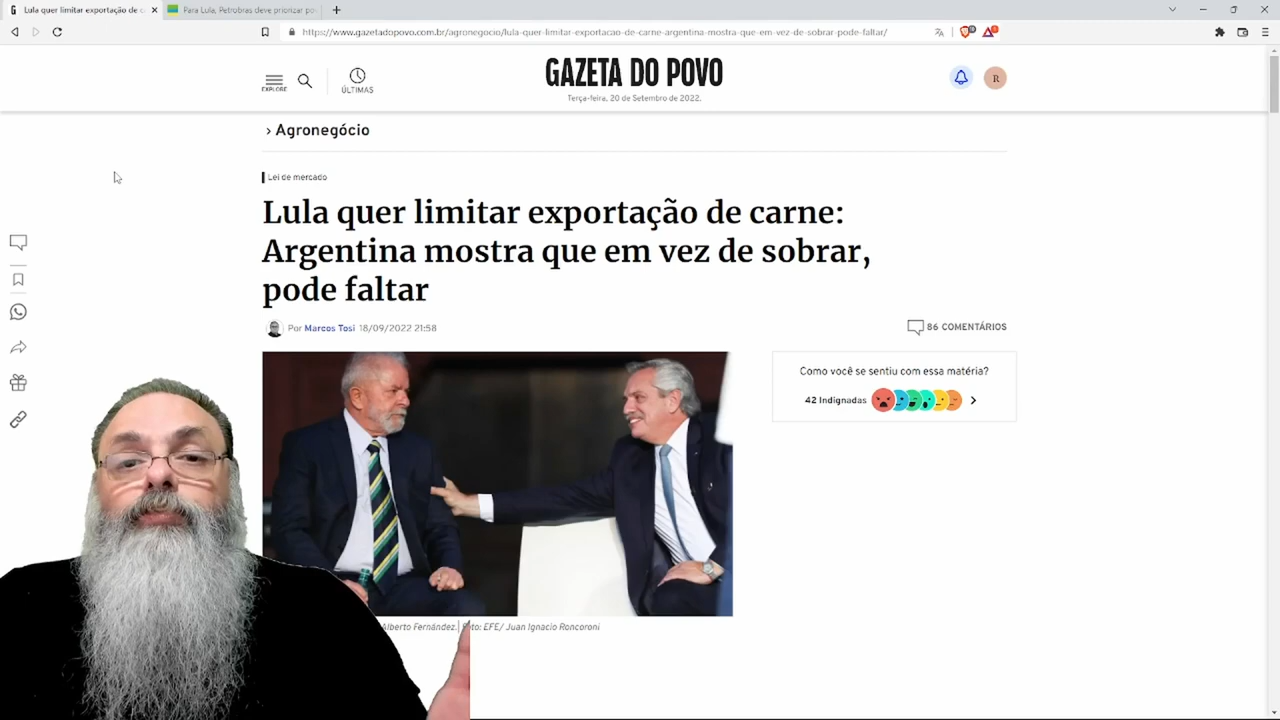 Lula quer limitar exportação de c
Para Lula, Petrobras deve priorizar po
https://www.gazetadopovo.com.br/agronegocio/lula-quer-limitar-exportacao-de-carne-argentina-mostra-que-em-vez-de-sobrar-pode-faltar/
EXPLORE
ÚLTIMAS
GAZETA DO POVO
Terça-feira, 20 de Setembro de 2022.
R
› Agronegócio
Lei de mercado
Lula quer limitar exportação de carne:
Argentina mostra que em vez de sobrar,
pode faltar
Por Marcos Tosi 18/09/2022 21:58
86 COMENTÁRIOS
Como você se sentiu com essa matéria?
42 Indignadas
Alberto Fernández.| Foto: EFE/ Juan Ignacio Roncoroni